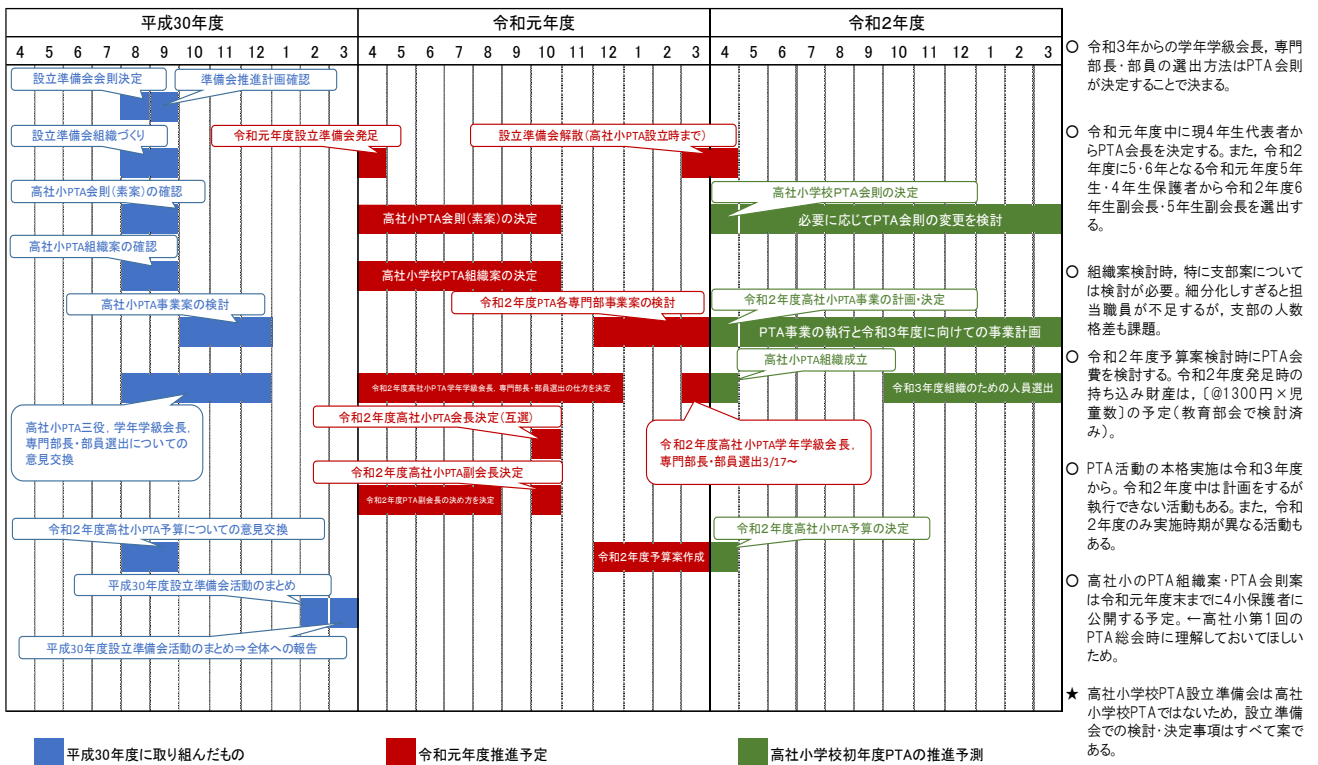 平成30年度
令和元年度
令和2年度
4 5 6 7 8 9 10 11 12 1 2 3 4 5 6 7 8 9 10 11 12 1 2 3 4 5 6 7 8 9 10 11 12 1 2 3
設立準備会会則決定
準備会推進計画確認
設立準備会組織づくり
令和元年度設立準備会発足
設立準備会解散(高社小PTA設立時まで)
高社小PTA会則(素案)の確認
高社小学校PTA会則の決定
高社小PTA会則(素案)の決定
必要に応じてPTA会則の変更を検討
高社小PTA組織案の確認
高社小学校PTA組織案の決定
高社小PTA事業案の検討
令和2年度PTA各専門部事業案の検討
令和2年度高社小PTA事業の計画・決定
PTA事業の執行と令和3年度に向けての事業計画
高社小PTA組織成立
令和2年度高社小PTA学年学級会長,専門部長・部員選出の仕方を決定
令和3年度組織のための人員選出
高社小PTA三役,学年学級会長,
専門部長・部員選出についての
意見交換
令和2年度高社小PTA会長決定(互選)
令和2年度高社小PTA学年学級会長,
専門部長・部員選出3/17~
令和2年度高社小PTA副会長決定
令和2年度PTA副会長の決め方を決定
令和2年度高社小PTA予算についての意見交換
令和2年度高社小PTA予算の決定
令和2年度予算案作成
平成30年度設立準備会活動のまとめ
平成30年度設立準備会活動のまとめ⇒全体への報告
平成30年度に取り組んだもの
令和元年度推進予定
高社小学校初年度PTAの推進予測
○ 令和3年からの学年学級会長,専門
部長・部員の選出方法はPTA会則
が決定することで決まる。
○ 令和元年度中に現4年生代表者か
らPTA会長を決定する。また,令和2
年度に5・6年となる令和元年度5年
生・4年生保護者から令和2年度6
年生副会長・5年生副会長を選出す
る。
○ 組織案検討時,特に支部案について
は検討が必要。細分化しすぎると担
当職員が不足するが,支部の人数
格差も課題。
○ 令和2年度予算案検討時にPTA会
費を検討する。令和2年度発足時の
持ち込み財産は,[@1300円×児
童数]の予定(教育部会で検討済
み)。
○ PTA活動の本格実施は令和3年度
から。令和2年度中は計画をするが
執行できない活動もある。また,令和
2年度のみ実施時期が異なる活動も
ある。
○ 高社小のPTA組織案・PTA会則案
は令和元年度末までに4小保護者に
公開する予定。←高社小第1回の
PTA総会時に理解しておいてほしい
ため。
★ 高社小学校PTA設立準備会は高社
小学校PTAではないため,設立準備
会での検討・決定事項はすべて案で
ある。